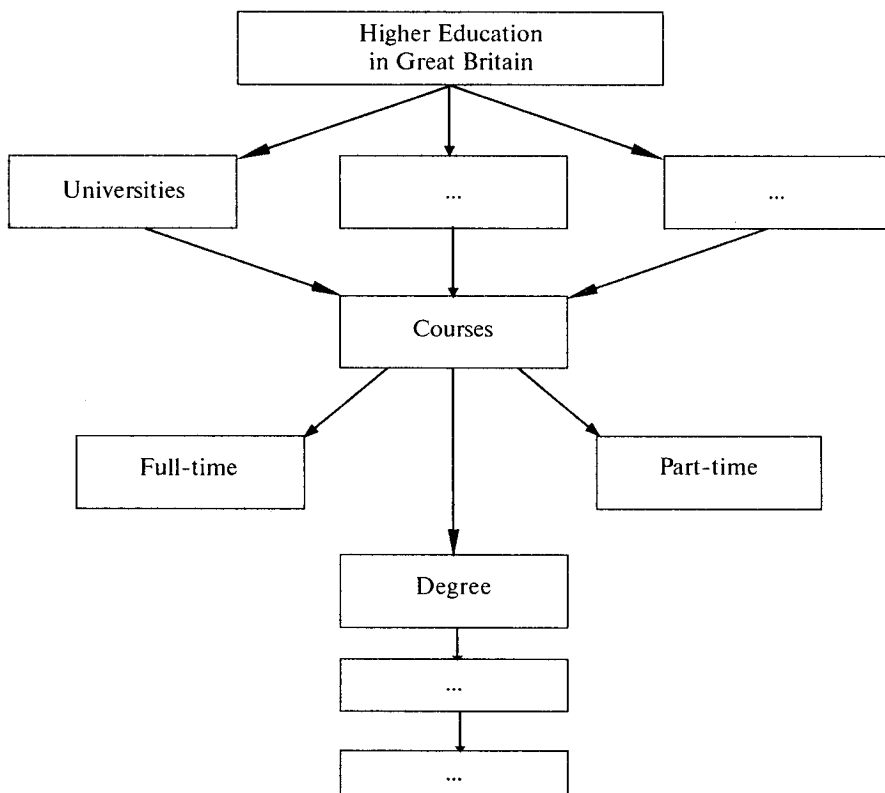 Higher Education
in Great Britain
Universities
...
...
Courses
Full-time
Part-time
Degree
...
...